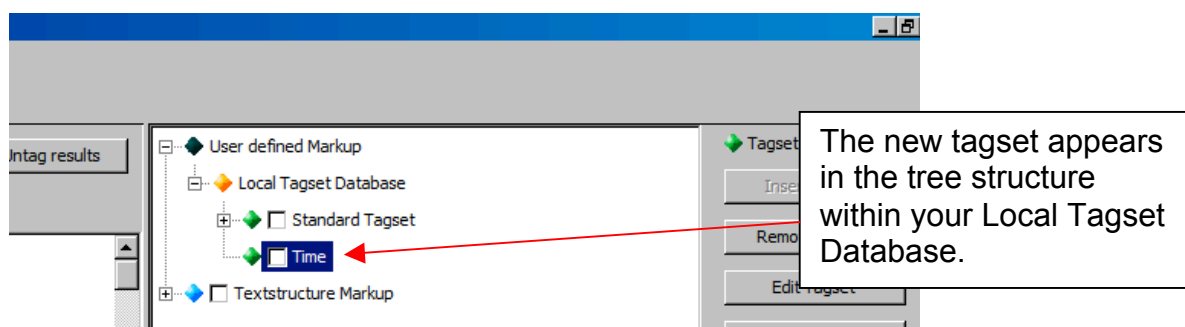 Untag results
User defined Markup
Local Tagset Database
Standard Tagset
Time
Textstructure Markup
Tagset
Edit Tagset
The new tagset appears
in the tree structure
within your Local Tagset
Database.